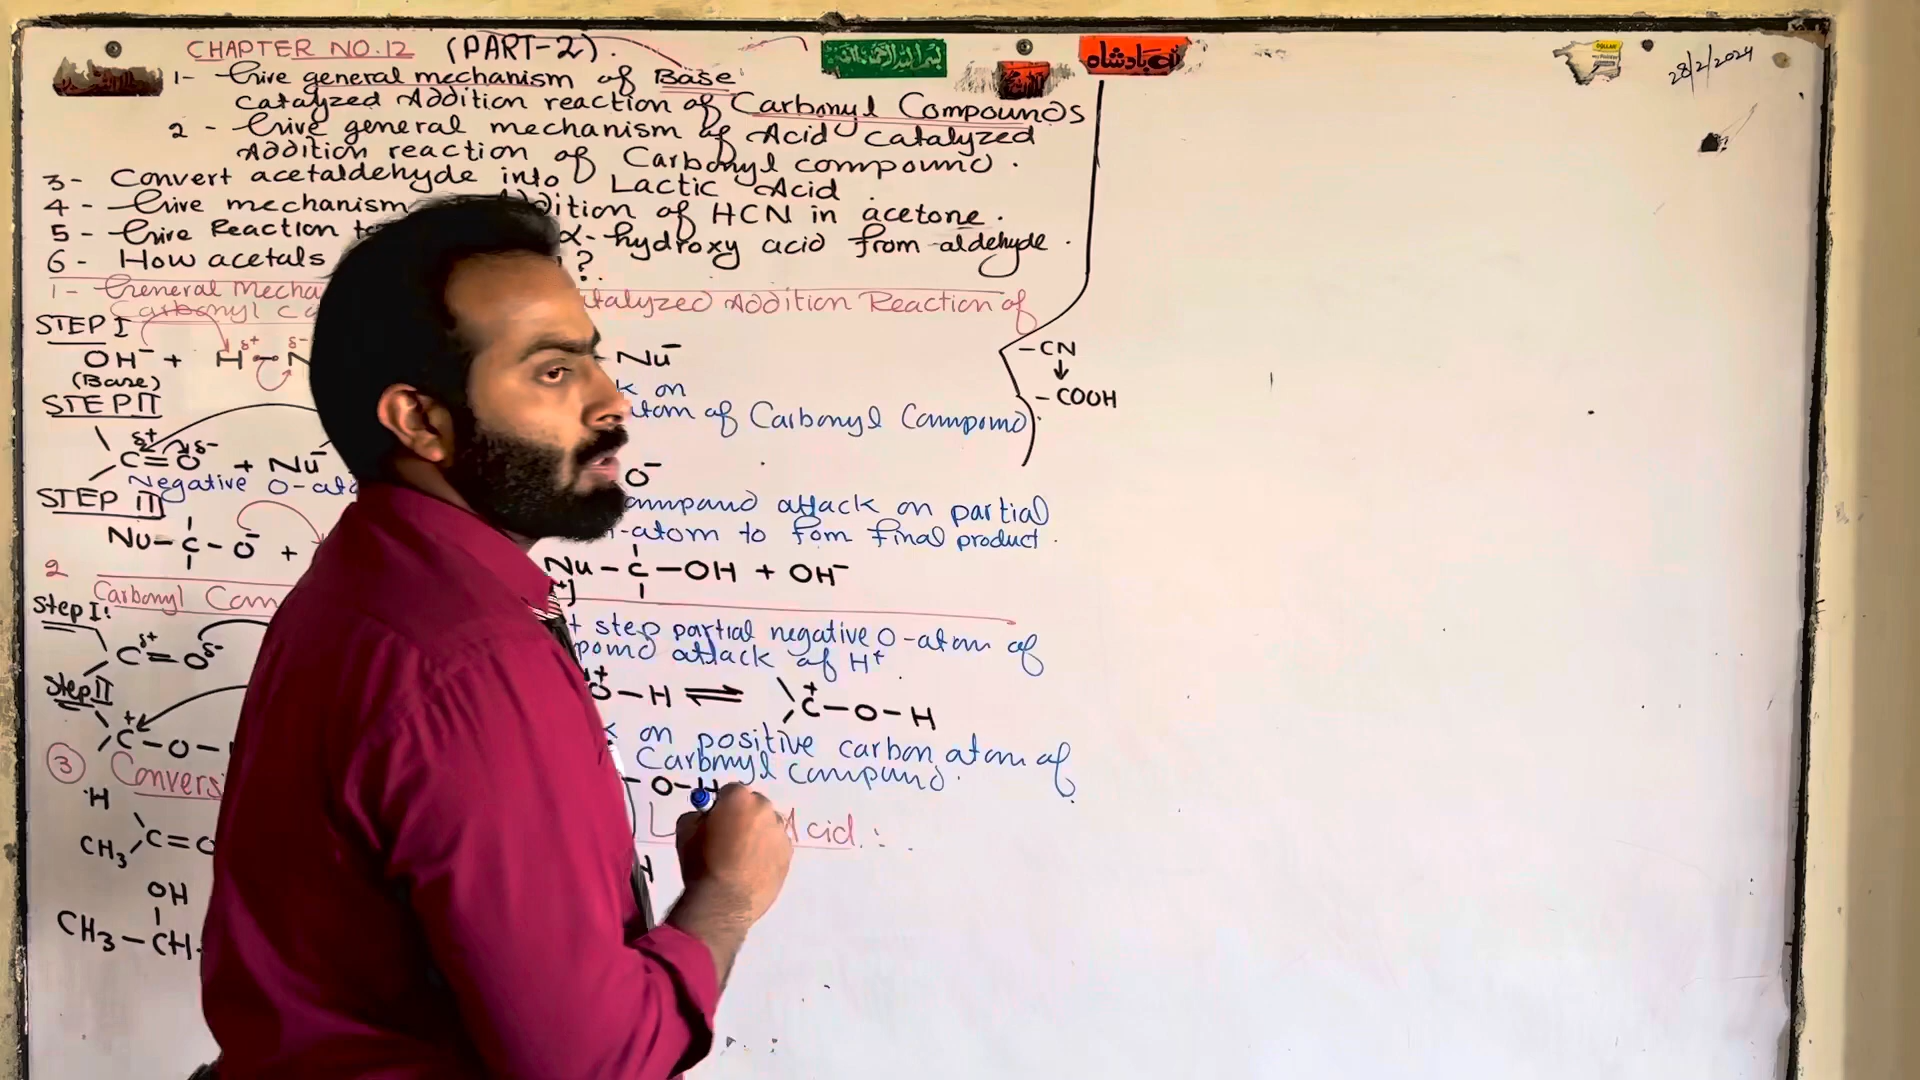 CHAPTER NO.12 (PART-2).
1- Give general mechanism of Base
Catalyzed Addition reaction of Carbonyl Compounds
2 - Give general mechanism of Acid Catalyzed
Addition reaction of Carbonyl compound .
3- Convert acetaldehyde into Lactic Acid .
4 - Give mechanism ition of HCN in acetone .
5 - Give Reaction α-hydroxy acid from aldehyde .
6 - How acetals ?
1- General Mecha talyzed Addition Reaction of
Carbonyl
STEP I
OH⁻ + H δ+ δ- N Nu⁻
(Base) on
STEP II tom of Carbonyl Compound
C δ+ = O δ- + Nu⁻ O⁻
Negative O-at ompound attack on partial
STEP III -atom to fom final product .
Nu-C-O⁻ + Nu-C-OH + OH⁻
2 Carbonyl Com
Step I: t step partial negative O-atom of
pound attack of H⁺
C δ+ = O δ- O⁺-H ⇌ C⁺-O-H
Step II on positive carbon atom of
Carbonyl compound.
C⁺-O- -O-H
3 Convers Acid :
H
C=O
CH3 H
OH
CH3-CH-
-CN
↓
-COOH
بادشاہ
28/2/2024